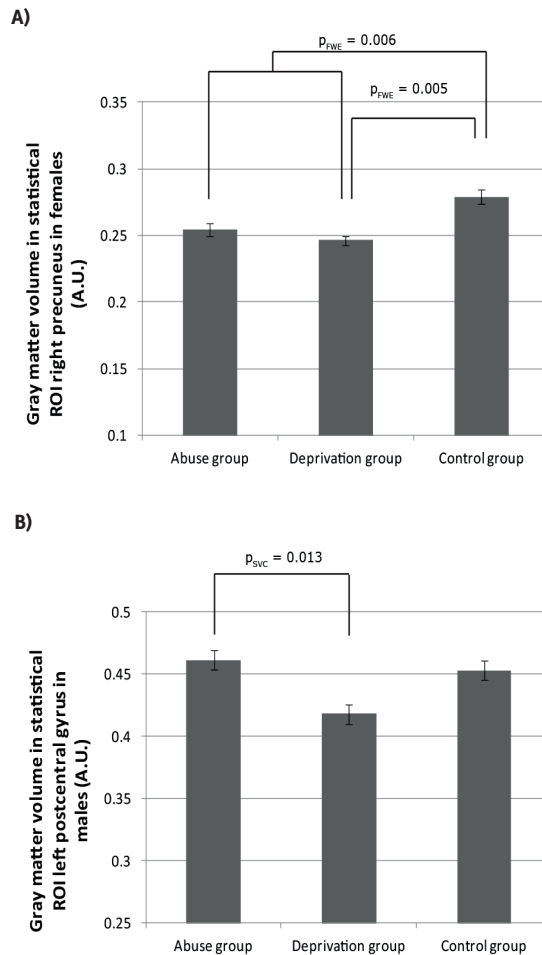 A)
pFWE = 0.006
pFWE = 0.005
Gray matter volume in statistical
ROI right precuneus in females
(A.U.)
0.35
0.3
0.25
0.2
0.15
0.1
Abuse group
Deprivation group
Control group
B)
pSVC = 0.013
Gray matter volume in statistical
ROI left postcentral gyrus in
males (A.U.)
0.5
0.45
0.4
0.35
0.3
0.25
Abuse group
Deprivation group
Control group